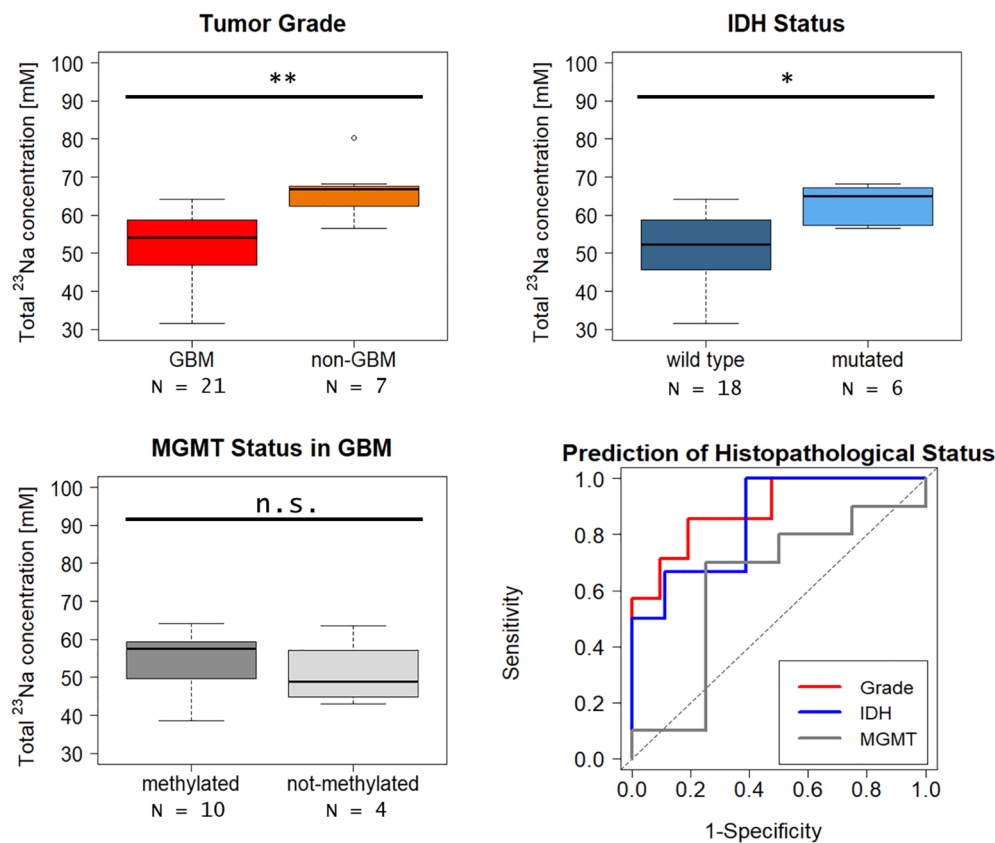 Tumor Grade
Total ²³Na concentration [mM]
100
90
80
70
60
50
40
30
**
GBM
non-GBM
N = 21
N = 7
IDH Status
Total ²³Na concentration [mM]
100
90
80
70
60
50
40
30
*
wild type
mutated
N = 18
N = 6
MGMT Status in GBM
Total ²³Na concentration [mM]
100
90
80
70
60
50
40
30
n.s.
methylated
not-methylated
N = 10
N = 4
Prediction of Histopathological Status
Sensitivity
1.0
0.8
0.6
0.4
0.2
0.0
Grade
IDH
MGMT
0.0 0.2 0.4 0.6 0.8 1.0
1-Specificity